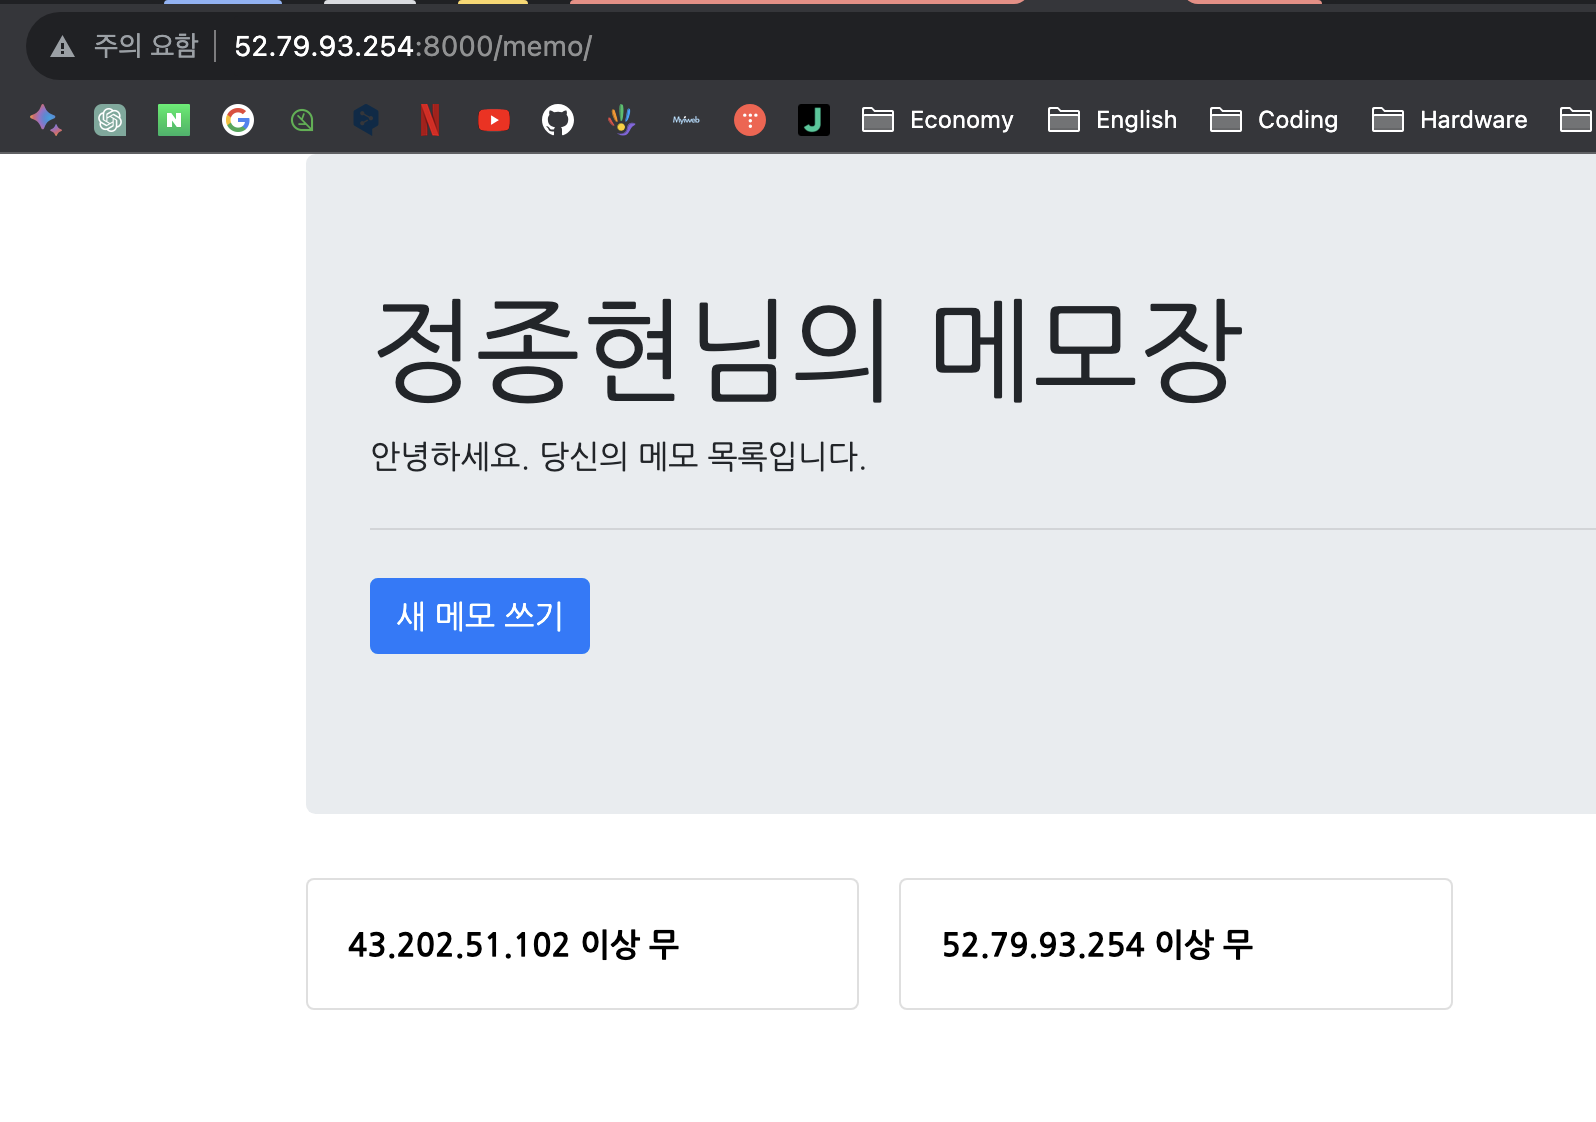 주의 요함 52.79.93.254:8000/memo/
Myiweb Economy English Coding Hardware
정종현님의 메모장
안녕하세요. 당신의 메모 목록입니다.
새 메모 쓰기
43.202.51.102 이상 무
52.79.93.254 이상 무